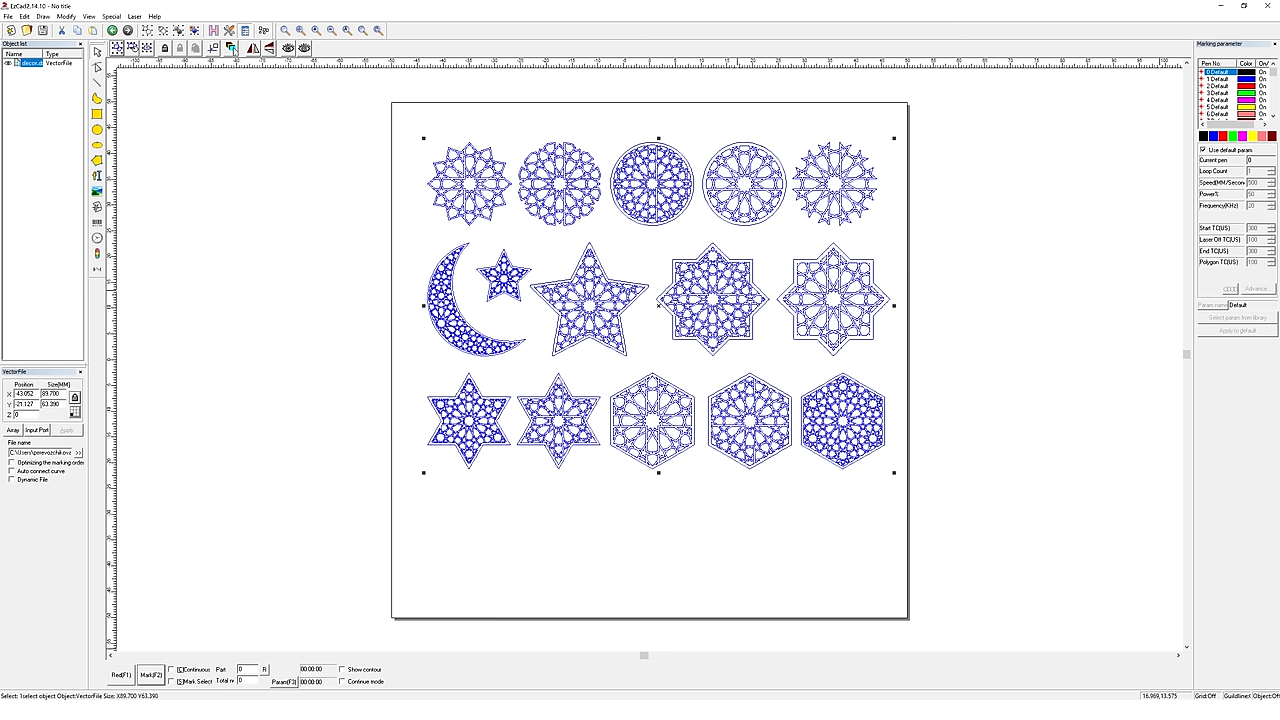 EzCad2.14.10 - No title
File Edit Draw Modify View Special Laser Help
Object list
Name Type
decor.d VectorFile
VectorFile
Position Size[MM]
X -43.052 89.700
Y -21.127 63.390
Z 0
Array Input Port Apply
File name
C:\Users\perevozchik.ovz >>
Optimizing the marking order
Auto connect curve
Dynamic File
Red(F1) Mark(F2)
[C]Continuous Part 0 R 00:00:00 Show contour
[S]Mark Select Total n 0 Param(F3) 00:00:00 Continue mode
Select: 1select object Object:VectorFile Size: X89.700 Y63.390
16.969,13.575 Grid:Off Object:Of
Marking parameter
Pen No. Color On/
0 Default On
1 Default On
2 Default On
3 Default On
4 Default On
5 Default On
6 Default On
Use default param
Current pen 0
Loop Count 1
Speed(MM/Secon 500
Power% 50
Frequency(KHz) 20
Start TC(US) 300
Laser Off TC(US) 100
End TC(US) 300
Polygon TC(US) 100
Advance...
Param name Default
Select param from library
Apply to default